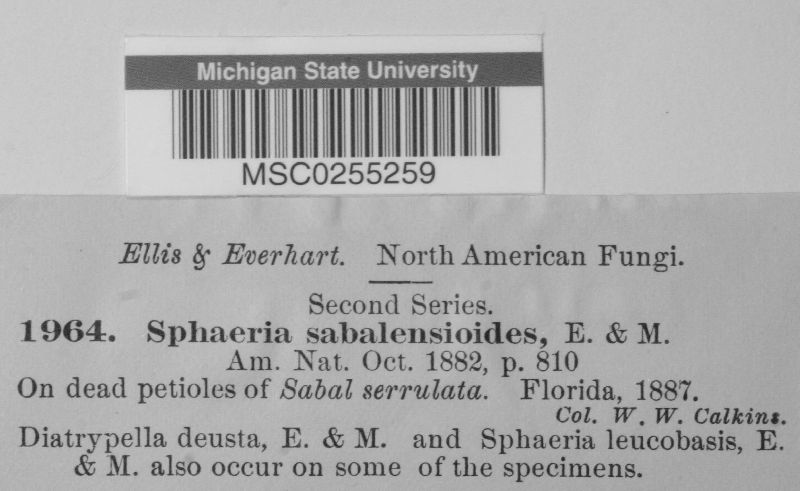 Michigan State University
MSC0255259
Ellis & Everhart. North American Fungi.
Second Series.
1964. Sphaeria sabalensioides, E. & M.
Am. Nat. Oct. 1882, p. 810
On dead petioles of Sabal serrulata. Florida, 1887.
Col. W. W. Calkins.
Diatrypella deusta, E. & M. and Sphaeria leucobasis, E.
& M. also occur on some of the specimens.